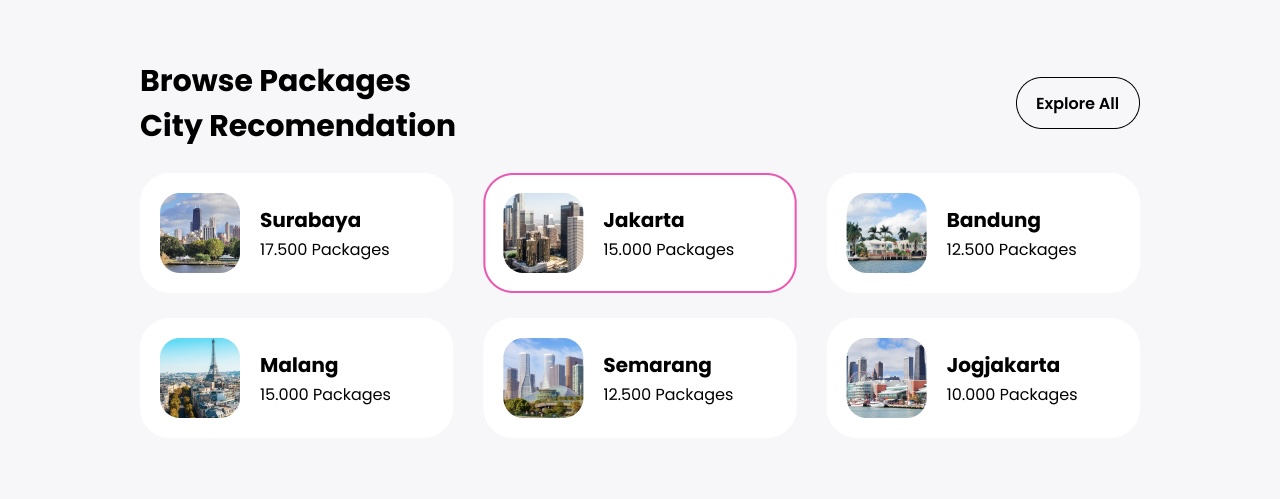 Browse Packages
City Recomendation
Explore All
Surabaya
17.500 Packages
Jakarta
15.000 Packages
Bandung
12.500 Packages
Malang
15.000 Packages
Semarang
12.500 Packages
Jogjakarta
10.000 Packages